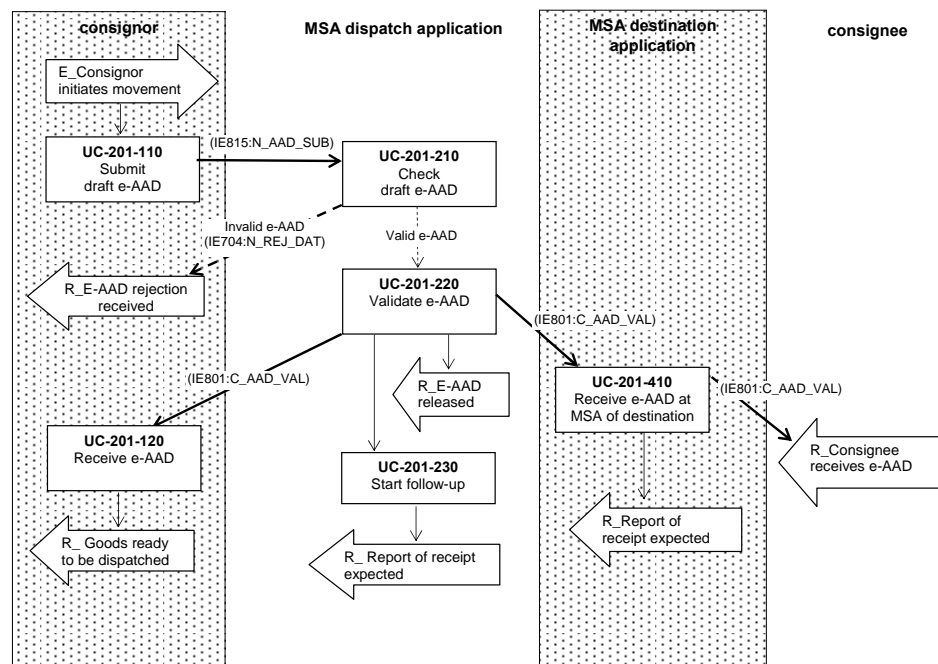 consignor
MSA dispatch application
MSA destination
application
consignee
E_Consignor
initiates movement
(IE815:N_AAD_SUB)
UC-201-110
Submit
draft e-AAD
UC-201-210
Check
draft e-AAD
Invalid e-AAD
(IE704:N_REJ_DAT)
Valid e-AAD
R_E-AAD rejection
received
UC-201-220
Validate e-AAD
(IE801:C_AAD_VAL)
(IE801:C_AAD_VAL)
R_E-AAD
released
UC-201-410
Receive e-AAD at
MSA of destination
(IE801:C_AAD_VAL)
UC-201-120
Receive e-AAD
R_Consignee
receives e-AAD
UC-201-230
Start follow-up
R_ Goods ready
to be dispatched
R_ Report of receipt
expected
R_Report of
receipt expected